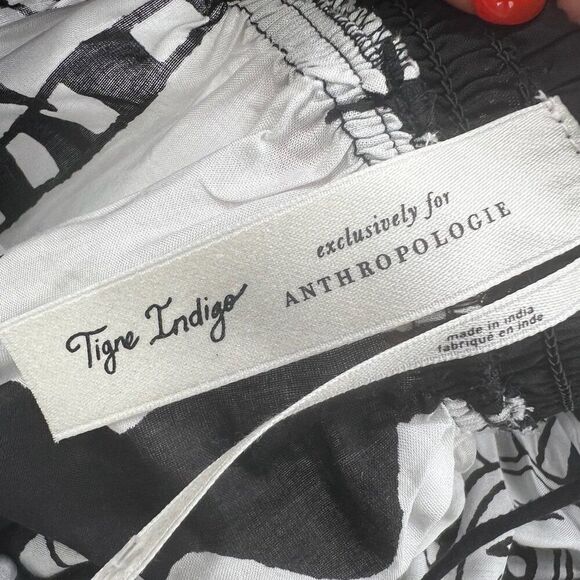 Tigre Indigo
exclusively for
ANTHROPOLOGIE
made in india
fabriqué en inde